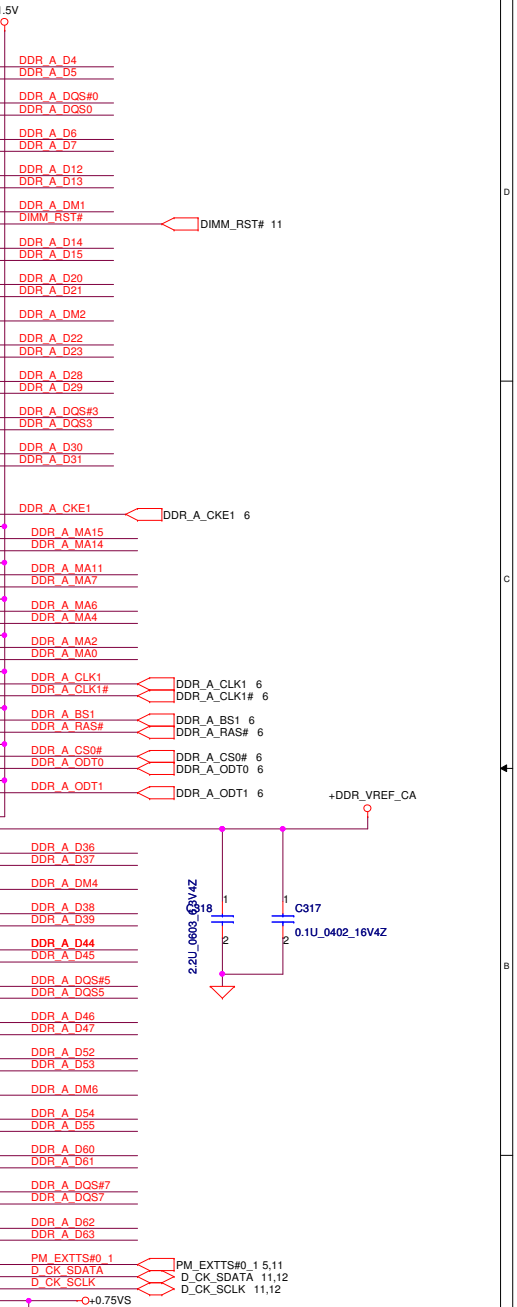 .5V
DDR_A_D4
DDR_A_D5
DDR_A_DQS#0
DDR_A_DQS0
DDR_A_D6
DDR_A_D7
DDR_A_D12
DDR_A_D13
D
DDR_A_DM1
DIMM_RST# DIMM_RST# 11
DDR_A_D14
DDR_A_D15
DDR_A_D20
DDR_A_D21
DDR_A_DM2
DDR_A_D22
DDR_A_D23
DDR_A_D28
DDR_A_D29
DDR_A_DQS#3
DDR_A_DQS3
DDR_A_D30
DDR_A_D31
DDR_A_CKE1 DDR_A_CKE1 6
DDR_A_MA15
DDR_A_MA14
DDR_A_MA11
DDR_A_MA7
C
DDR_A_MA6
DDR_A_MA4
DDR_A_MA2
DDR_A_MA0
DDR_A_CLK1 DDR_A_CLK1 6
DDR_A_CLK1# DDR_A_CLK1# 6
DDR_A_BS1 DDR_A_BS1 6
DDR_A_RAS# DDR_A_RAS# 6
DDR_A_CS0# DDR_A_CS0# 6
DDR_A_ODT0 DDR_A_ODT0 6
DDR_A_ODT1 DDR_A_ODT1 6
+DDR_VREF_CA
DDR_A_D36
DDR_A_D37
DDR_A_DM4
1 1
C318 C317
2.2U_0603_6.3V4Z
0.1U_0402_16V4Z
2 2
DDR_A_D38
DDR_A_D39
DDR_A_D44
DDR_A_D45
B
DDR_A_DQS#5
DDR_A_DQS5
DDR_A_D46
DDR_A_D47
DDR_A_D52
DDR_A_D53
DDR_A_DM6
DDR_A_D54
DDR_A_D55
DDR_A_D60
DDR_A_D61
DDR_A_DQS#7
DDR_A_DQS7
DDR_A_D62
DDR_A_D63
PM_EXTTS#0_1 PM_EXTTS#0_1 5,11
D_CK_SDATA D_CK_SDATA 11,12
D_CK_SCLK D_CK_SCLK 11,12
+0.75VS